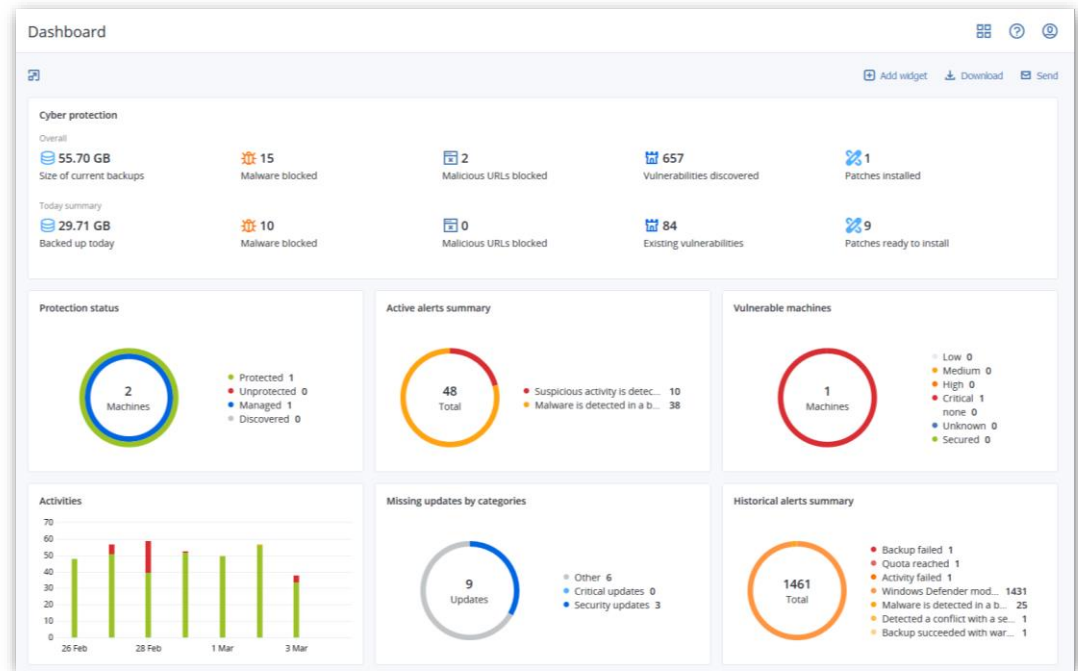 Dashboard
Add widget Download Send
Cyber protection
Overall
55.70 GB 15 2 657 1
Size of current backups Malware blocked Malicious URLs blocked Vulnerabilities discovered Patches installed
Today summary
29.71 GB 10 0 84 9
Backed up today Malware blocked Malicious URLs blocked Existing vulnerabilities Patches ready to install
Protection status
2
Machines
Protected 1
Unprotected 0
Managed 1
Discovered 0
Active alerts summary
48
Total
Suspicious activity is detec... 10
Malware is detected in a b... 38
Vulnerable machines
1
Machines
Low 0
Medium 0
High 0
Critical 1
none 0
Unknown 0
Secured 0
Activities
70
60
50
40
30
20
10
0
26 Feb 28 Feb 1 Mar 3 Mar
Missing updates by categories
9
Updates
Other 6
Critical updates 0
Security updates 3
Historical alerts summary
1461
Total
Backup failed 1
Quota reached 1
Activity failed 1
Windows Defender mod... 1431
Malware is detected in a b... 25
Detected a conflict with a se... 1
Backup succeeded with war... 1